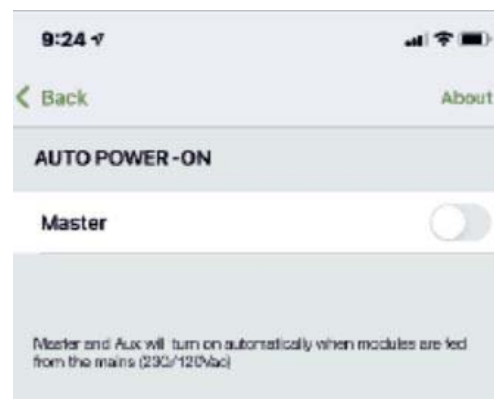 9:24
Back
About
AUTO POWER-ON
Master
Master and Aux will turn on automatically when modules are fed
from the mains (230/120Vac)